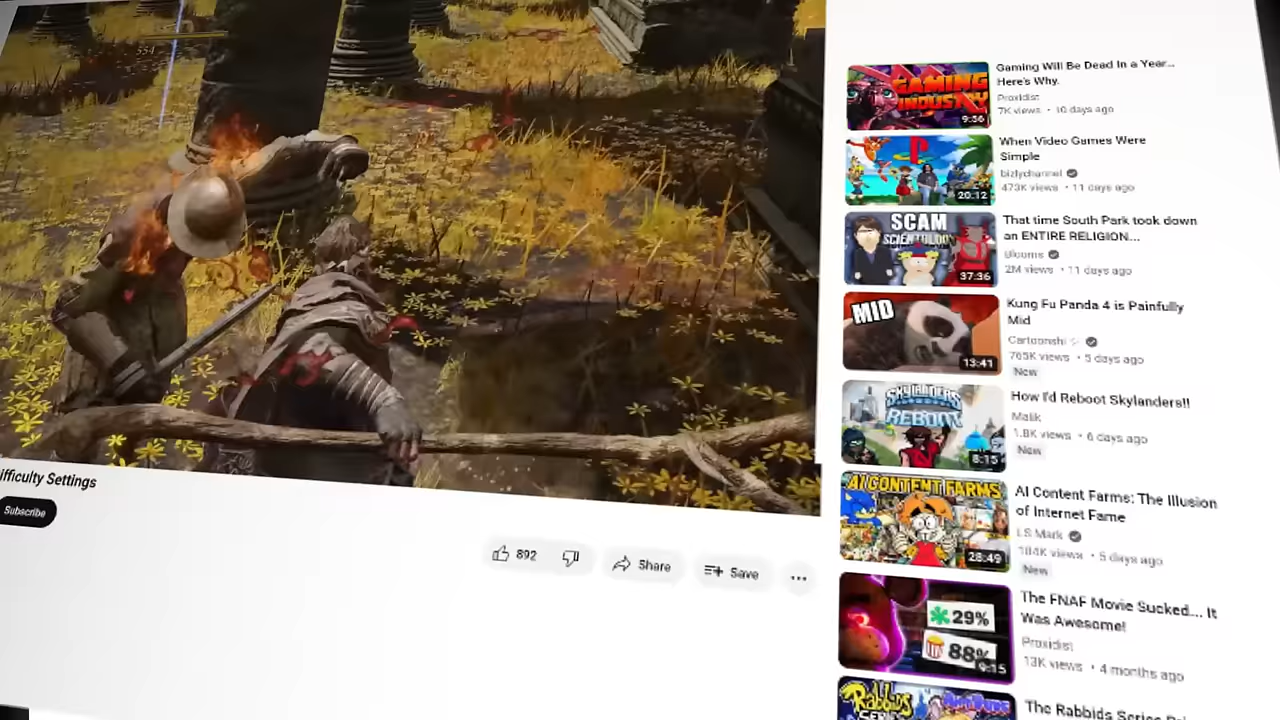 554
ifficulty Settings
Subscribe
892
Share
Save
GAMING
INDUSTRY
9:56
Gaming Will Be Dead In a Year...
Here's Why.
Proxidist
7K views • 10 days ago
20:12
When Video Games Were
Simple
bizlychannel
473K views • 11 days ago
SCAM
SCIENTOLOGY
37:36
That time South Park took down
an ENTIRE RELIGION...
Blooms
2M views • 11 days ago
MID
13:41
Kung Fu Panda 4 is Painfully
Mid
Cartoonshi
765K views • 5 days ago
New
SKYLANDERS
REBOOT
8:15
How I'd Reboot Skylanders!!
Malik
1.8K views • 6 days ago
New
AI CONTENT FARMS
28:49
AI Content Farms: The Illusion
of Internet Fame
LS Mark
184K views • 5 days ago
New
29%
88%
The FNAF Movie Sucked.... It
Was Awesome!
Proxidist
13K views • 4 months ago
Rabbids
The Rabbids Series